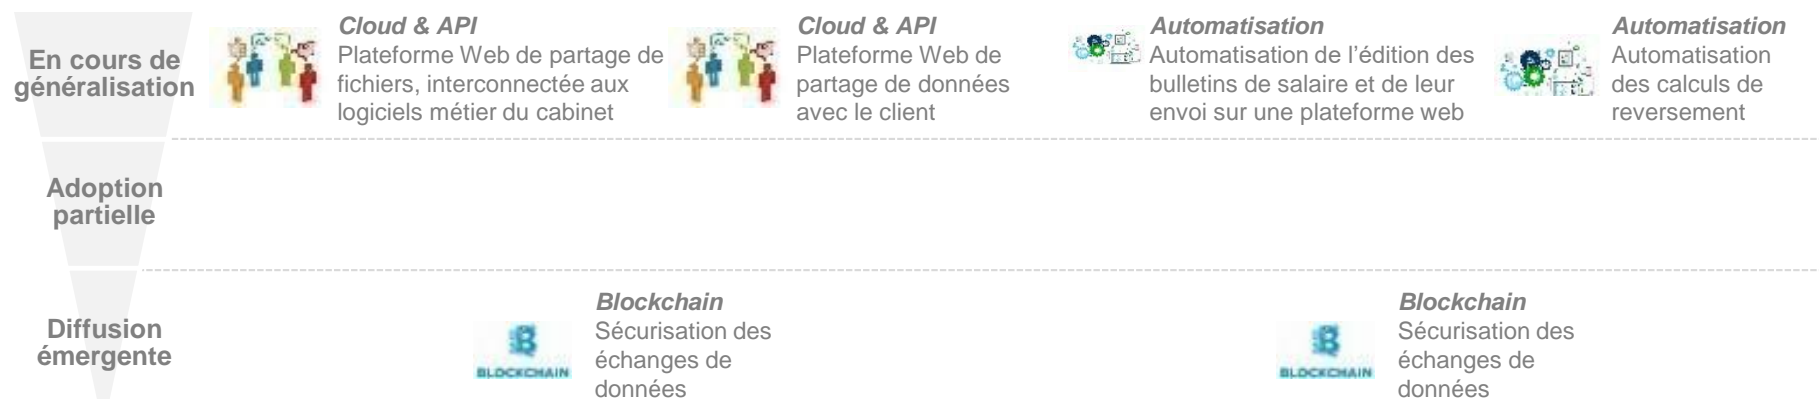 En cours de
généralisation
Cloud & API
Plateforme Web de partage de
fichiers, interconnectée aux
logiciels métier du cabinet
Cloud & API
Plateforme Web de
partage de données
avec le client
Automatisation
Automatisation de l’édition des
bulletins de salaire et de leur
envoi sur une plateforme web
Automatisation
Automatisation
des calculs de
reversement
Adoption
partielle
Diffusion
émergente
BLOCKCHAIN
Blockchain
Sécurisation des
échanges de
données
BLOCKCHAIN
Blockchain
Sécurisation des
échanges de
données